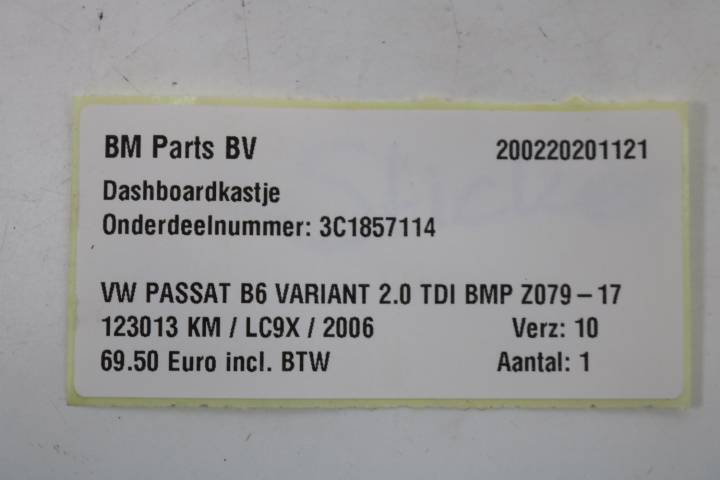 BM Parts BV 200220201121
Dashboardkastje
Onderdeelnummer: 3C1857114
VW PASSAT B6 VARIANT 2.0 TDI BMP Z079-17
123013 KM / LC9X / 2006 Verz: 10
69.50 Euro incl. BTW Aantal: 1